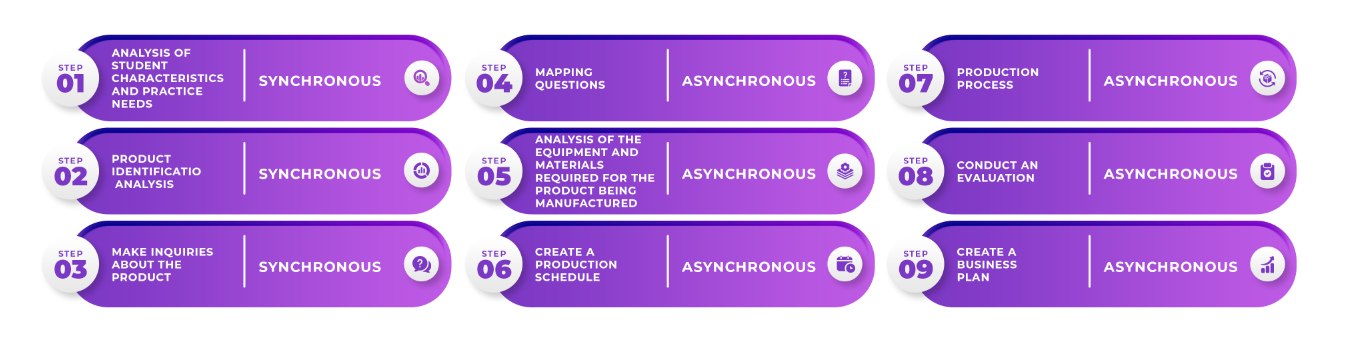 STEP
01
ANALYSIS OF
STUDENT
CHARACTERISTICS
AND PRACTICE
NEEDS
SYNCHRONOUS
STEP
02
PRODUCT
IDENTIFICATIO
ANALYSIS
SYNCHRONOUS
STEP
03
MAKE INQUIRIES
ABOUT THE
PRODUCT
SYNCHRONOUS
STEP
04
MAPPING
QUESTIONS
ASYNCHRONOUS
STEP
05
ANALYSIS OF THE
EQUIPMENT AND
MATERIALS
REQUIRED FOR THE
PRODUCT BEING
MANUFACTURED
ASYNCHRONOUS
STEP
06
CREATE A
PRODUCTION
SCHEDULE
ASYNCHRONOUS
STEP
07
PRODUCTION
PROCESS
ASYNCHRONOUS
STEP
08
CONDUCT AN
EVALUATION
ASYNCHRONOUS
STEP
09
CREATE A
BUSINESS
PLAN
ASYNCHRONOUS